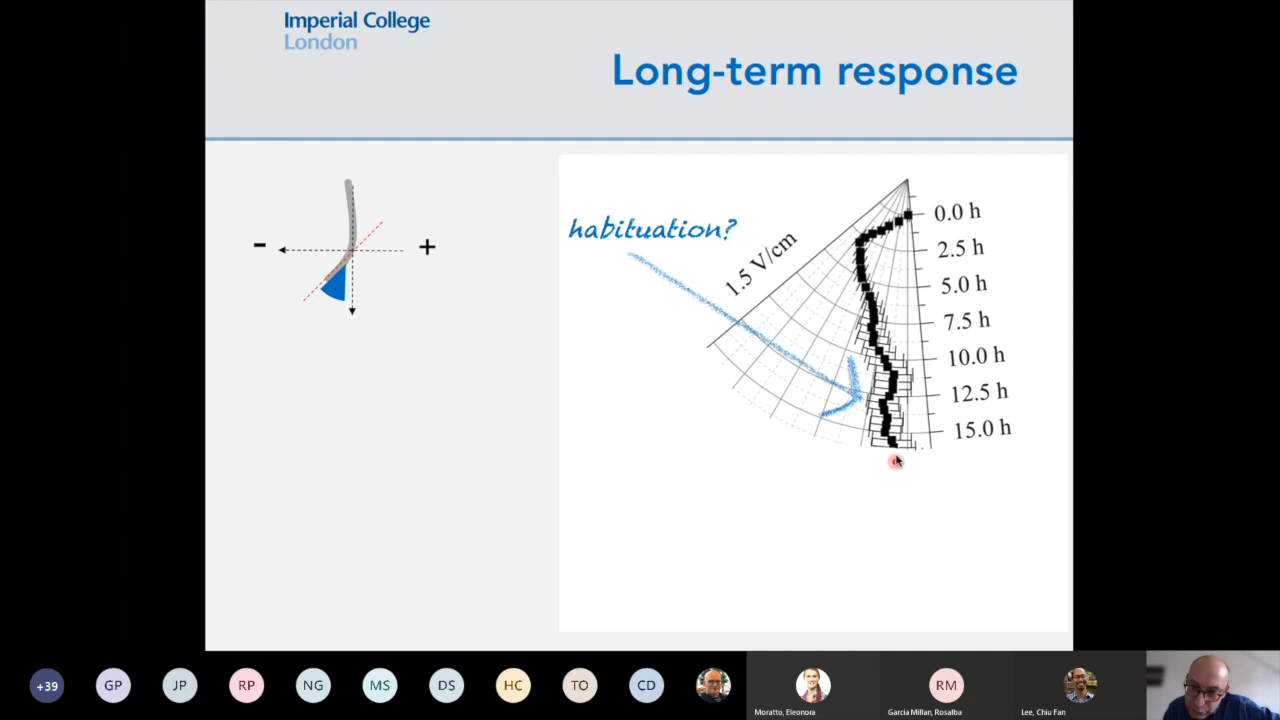 Imperial College
London
Long-term response
habituation?
-
+
1.5 V/cm
0.0 h
2.5 h
5.0 h
7.5 h
10.0 h
12.5 h
15.0 h
+39
GP
JP
RP
NG
MS
DS
HC
TO
CD
RM
Moratto, Eleonora
Garcia Millan, Rosalba
Lee, Chiu Fan